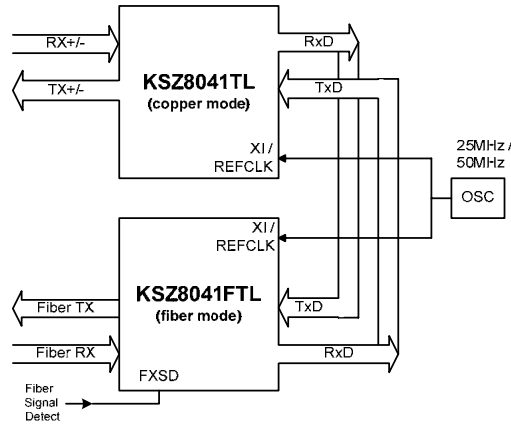 RX+/-
RxD
KSZ8041TL
(copper mode)
TX+/-
TxD
XI /
REFCLK
25MHz /
50MHz
OSC
XI /
REFCLK
KSZ8041FTL
(fiber mode)
Fiber TX
TxD
Fiber RX
RxD
FXSD
Fiber
Signal
Detect